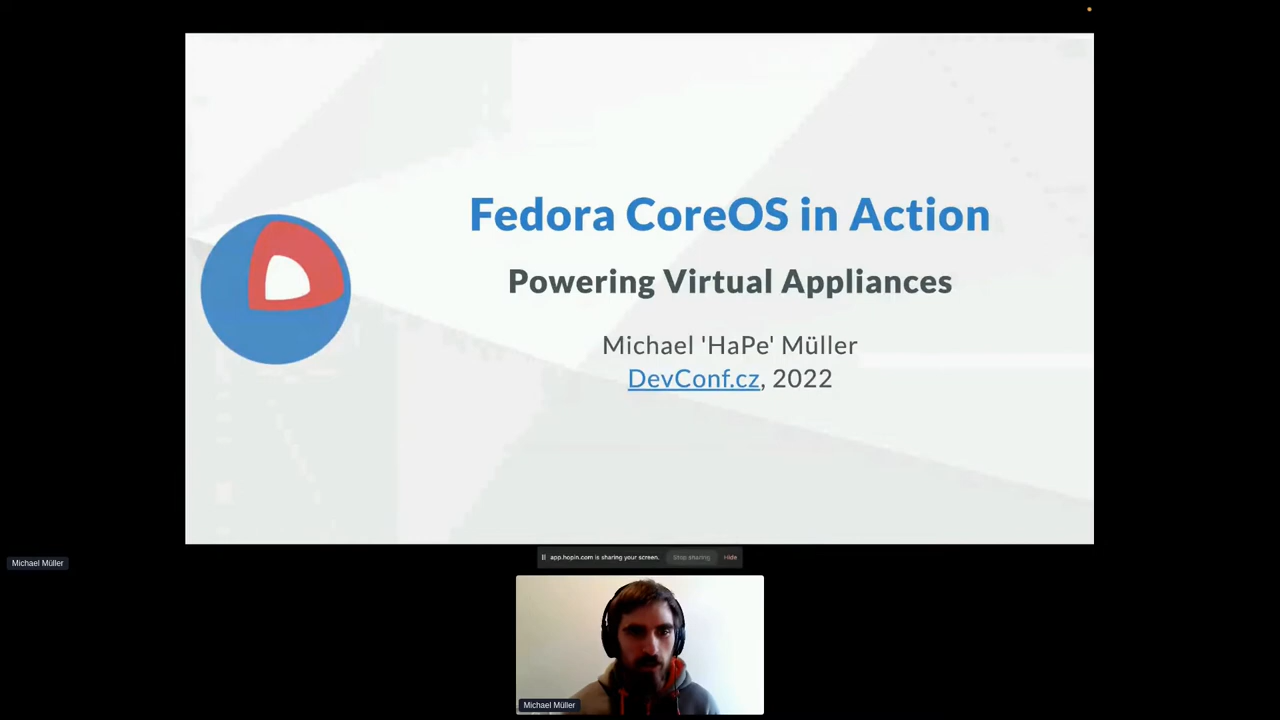 Fedora CoreOS in Action
Powering Virtual Appliances
Michael 'HaPe' Müller
DevConf.cz, 2022
app.hopin.com is sharing your screen. Stop sharing Hide
Michael Müller
Michael Müller